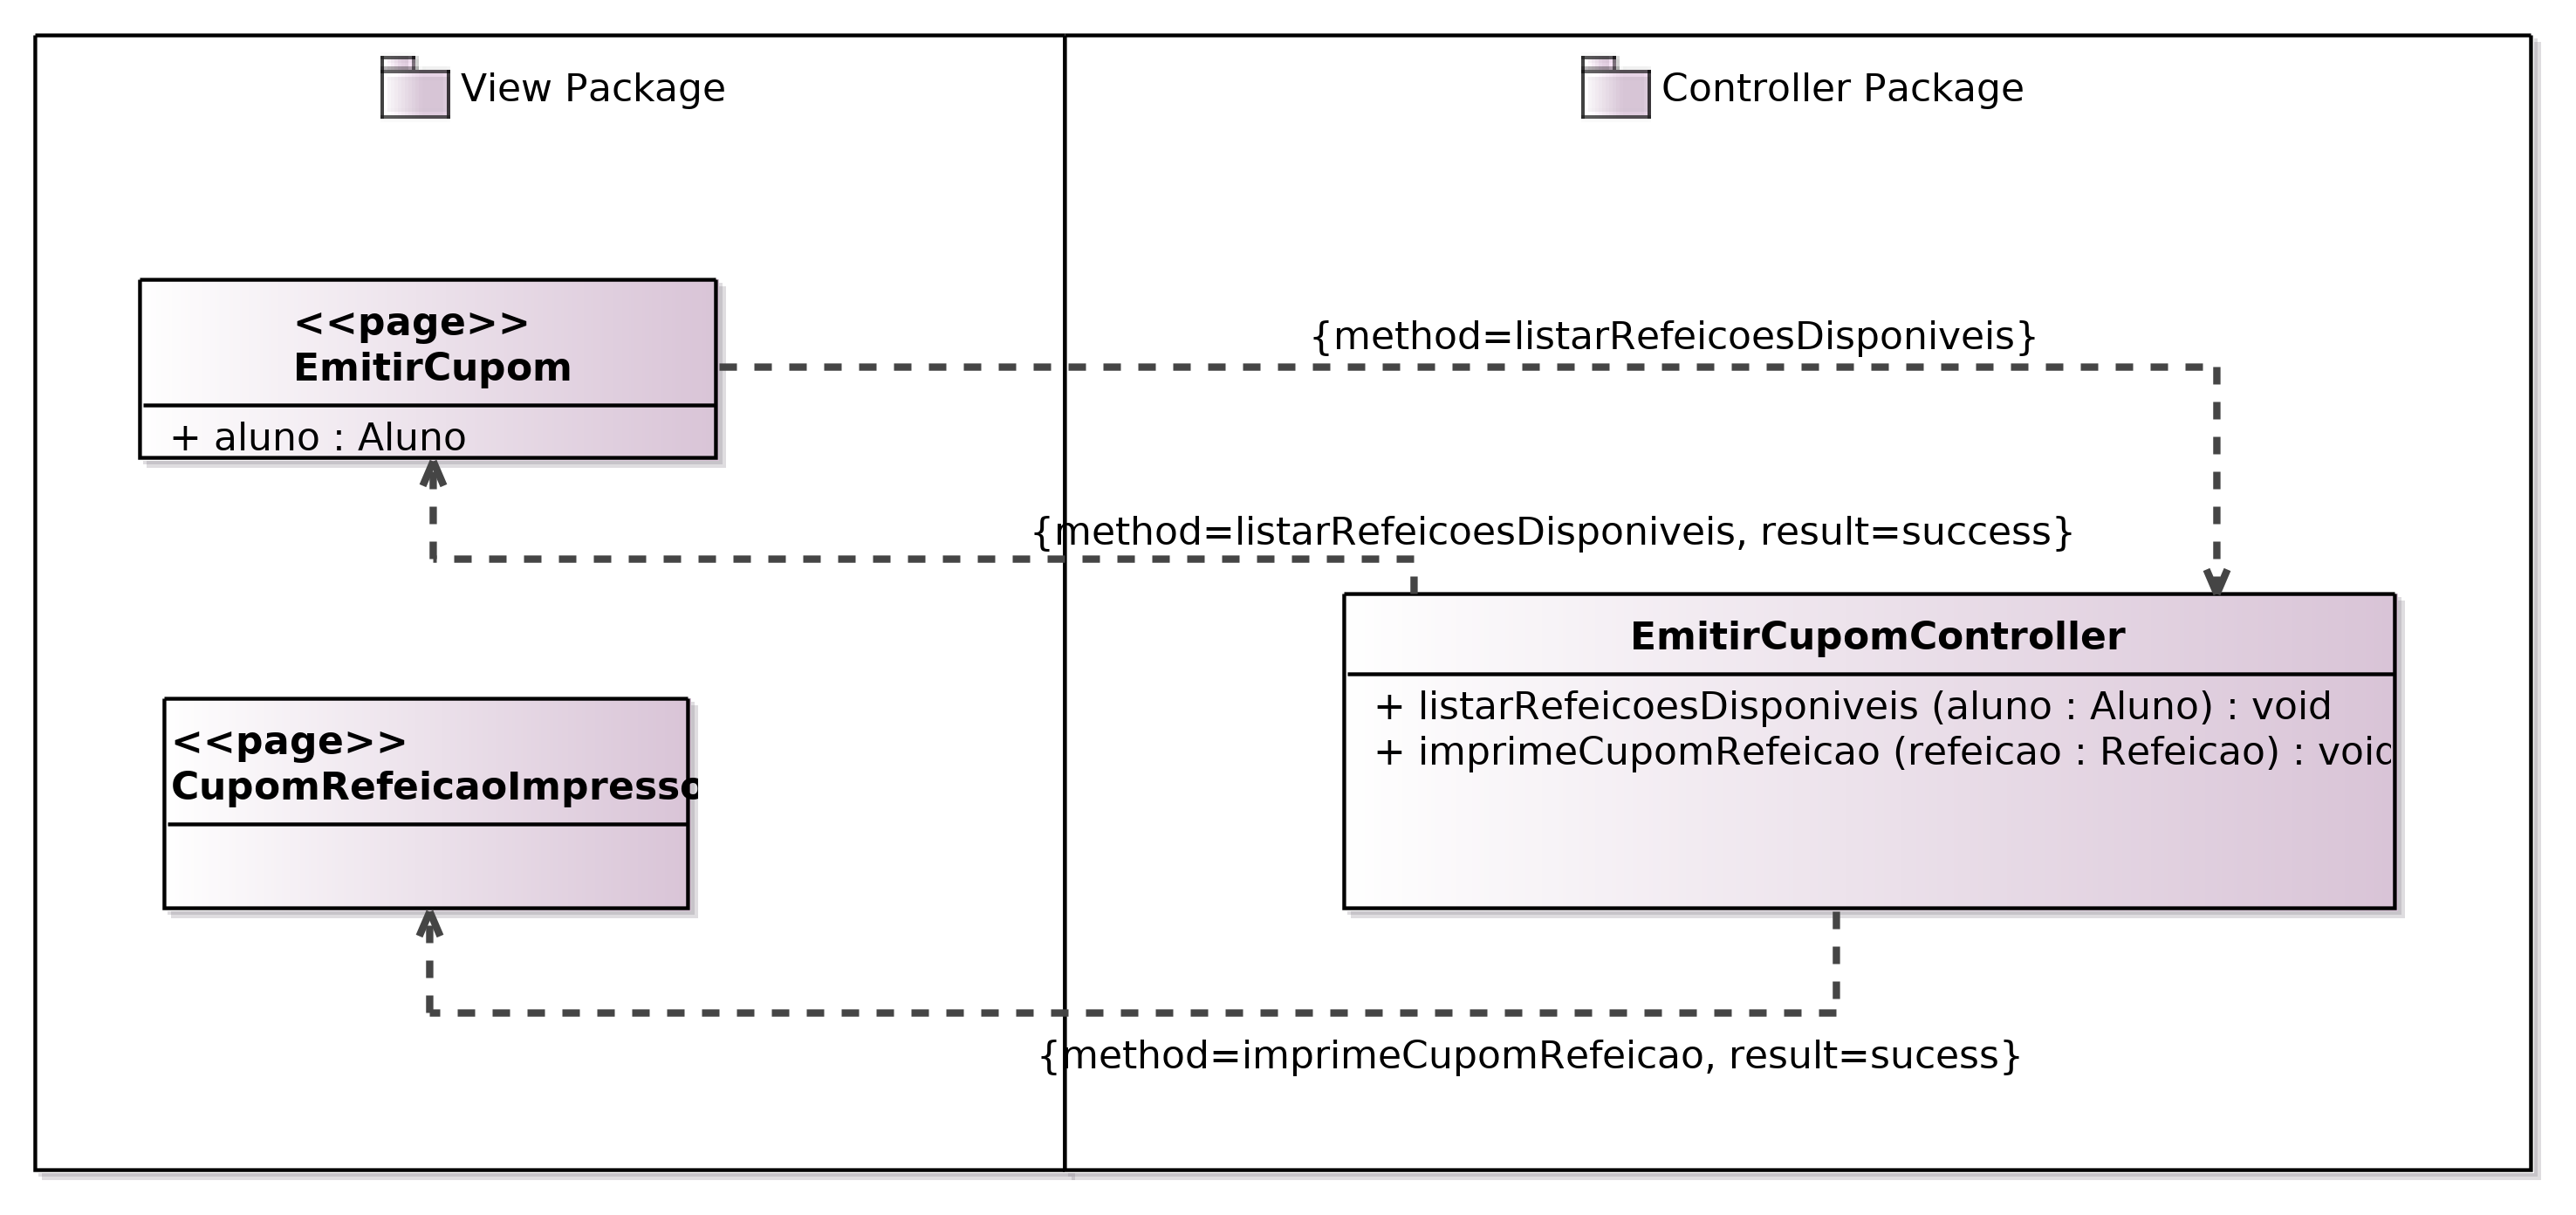 View Package
Controller Package
<<page>>
EmitirCupom
+ aluno : Aluno
{method=listarRefeicoesDisponiveis}
{method=listarRefeicoesDisponiveis, result=success}
EmitirCupomController
+ listarRefeicoesDisponiveis (aluno : Aluno) : void
+ imprimeCupomRefeicao (refeicao : Refeicao) : void
<<page>>
CupomRefeicaoImpresso
{method=imprimeCupomRefeicao, result=sucess}